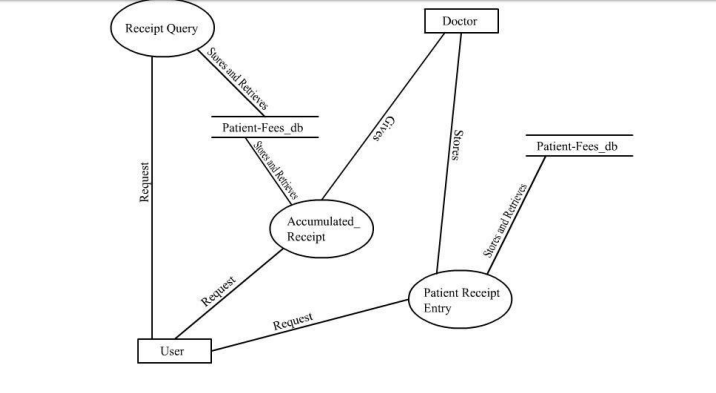 Receipt Query
Doctor
Stores and Retrieves
Patient-Fees_db
Gives
Stores
Patient-Fees_db
Stores and Retrieves
Request
Stores and Retrieves
Accumulated_
Receipt
Request
Patient Receipt
Entry
Request
User